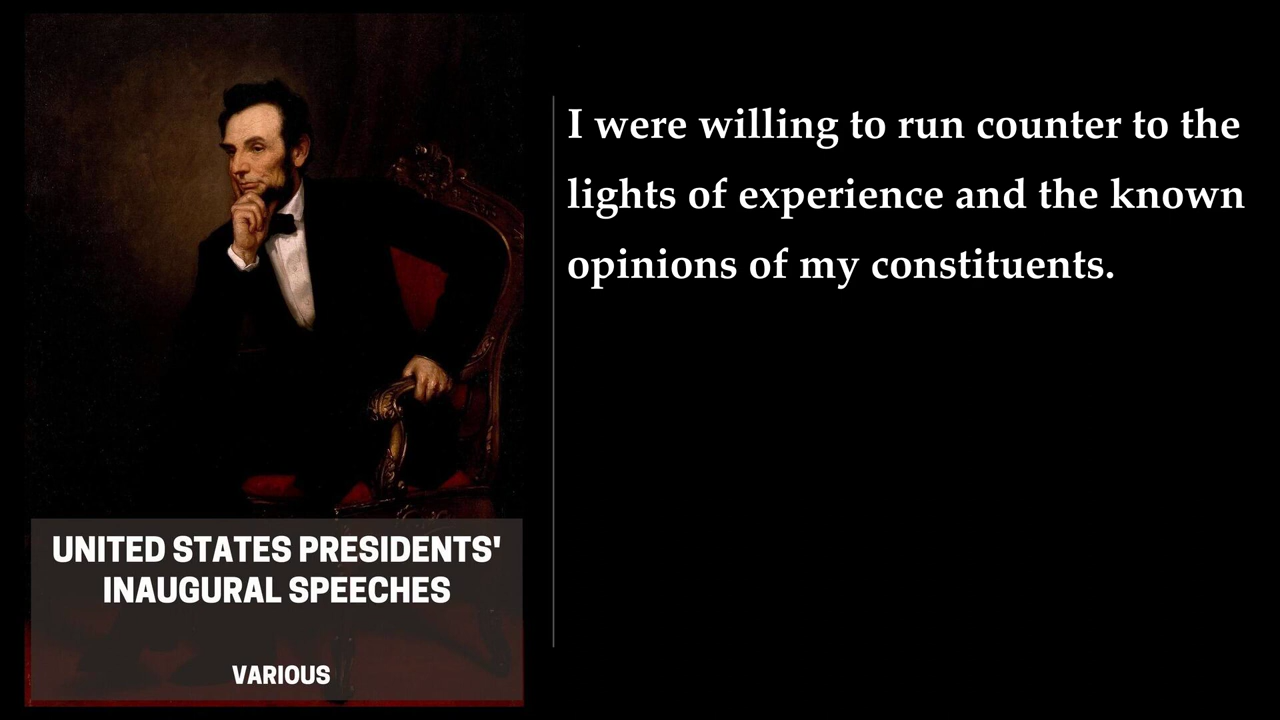 I were willing to run counter to the
lights of experience and the known
opinions of my constituents.
UNITED STATES PRESIDENTS'
INAUGURAL SPEECHES
VARIOUS